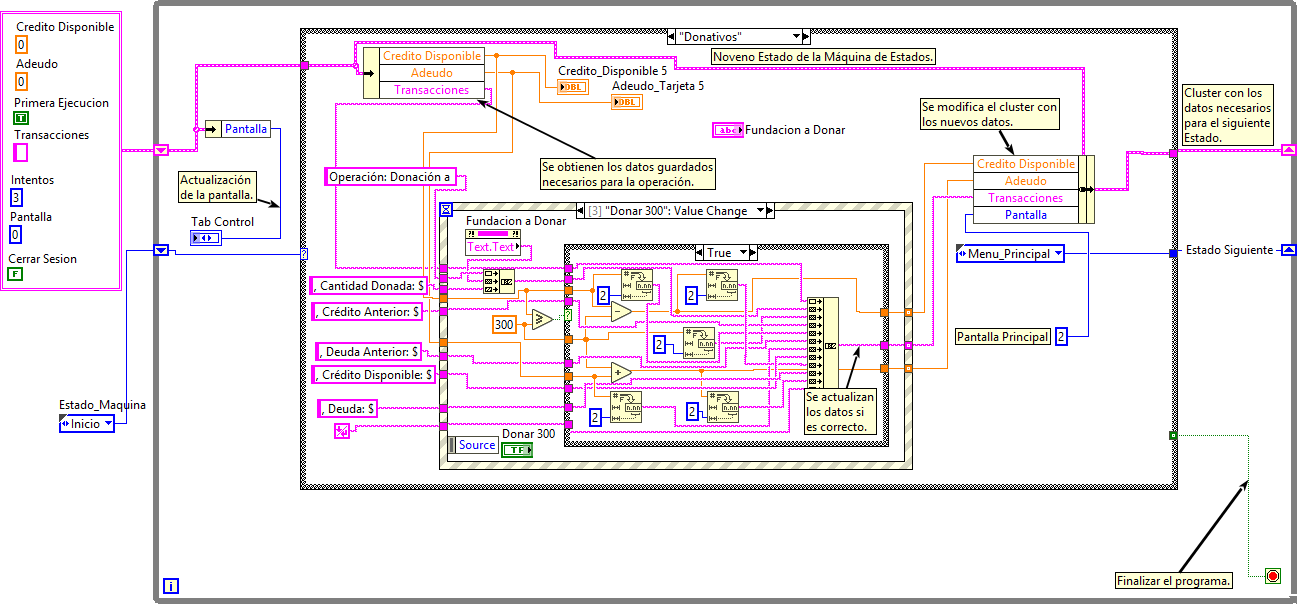 Credito Disponible
0
Adeudo
0
Primera Ejecucion
T
Transacciones
Intentos
3
Pantalla
0
Cerrar Sesion
F
Estado_Maquina
Inicio
Pantalla
Actualización
de la pantalla.
Tab Control
"Donativos"
Noveno Estado de la Máquina de Estados.
Credito Disponible
Adeudo
Transacciones
Credito_Disponible 5
DBL
Adeudo_Tarjeta 5
DBL
abc
Fundacion a Donar
Se obtienen los datos guardados
necesarios para la operación.
Operación: Donación a
, Cantidad Donada: $
, Crédito Anterior: $
, Deuda Anterior: $
, Crédito Disponible: $
, Deuda: $
[3] "Donar 300": Value Change
Fundacion a Donar
Text.Text
300
True
2
2
2
2
2
Se actualizan
los datos si
es correcto.
Source
Donar 300
TF
Se modifica el cluster con
los nuevos datos.
Credito Disponible
Adeudo
Transacciones
Pantalla
Menu_Principal
Pantalla Principal
2
Cluster con los
datos necesarios
para el siguiente
Estado.
Estado Siguiente
Finalizar el programa.
i